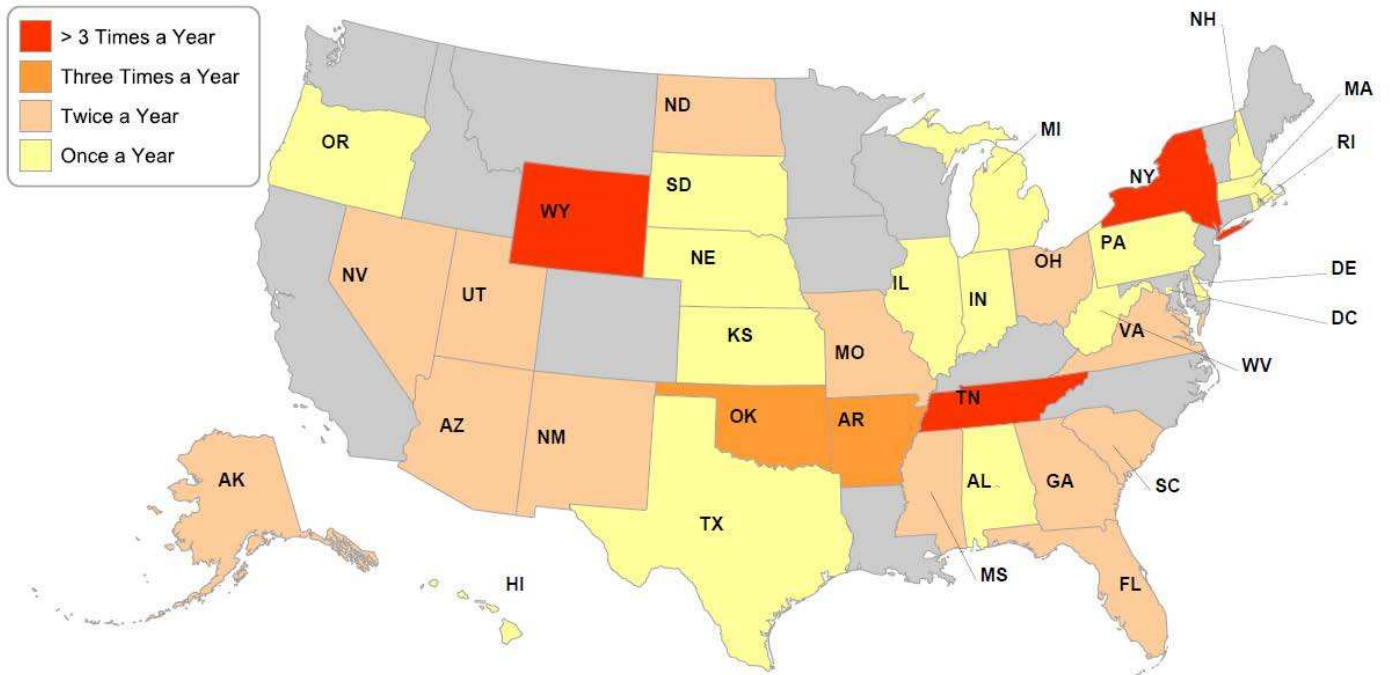 > 3 Times a Year
Three Times a Year
Twice a Year
Once a Year
NH
MA
ND
OR
MI
RI
NY
SD
WY
PA
NE
OH
NV
DE
UT
IL
IN
DC
VA
KS
MO
WV
TN
OK
AR
AZ
NM
AK
AL
GA
SC
TX
MS
HI
FL